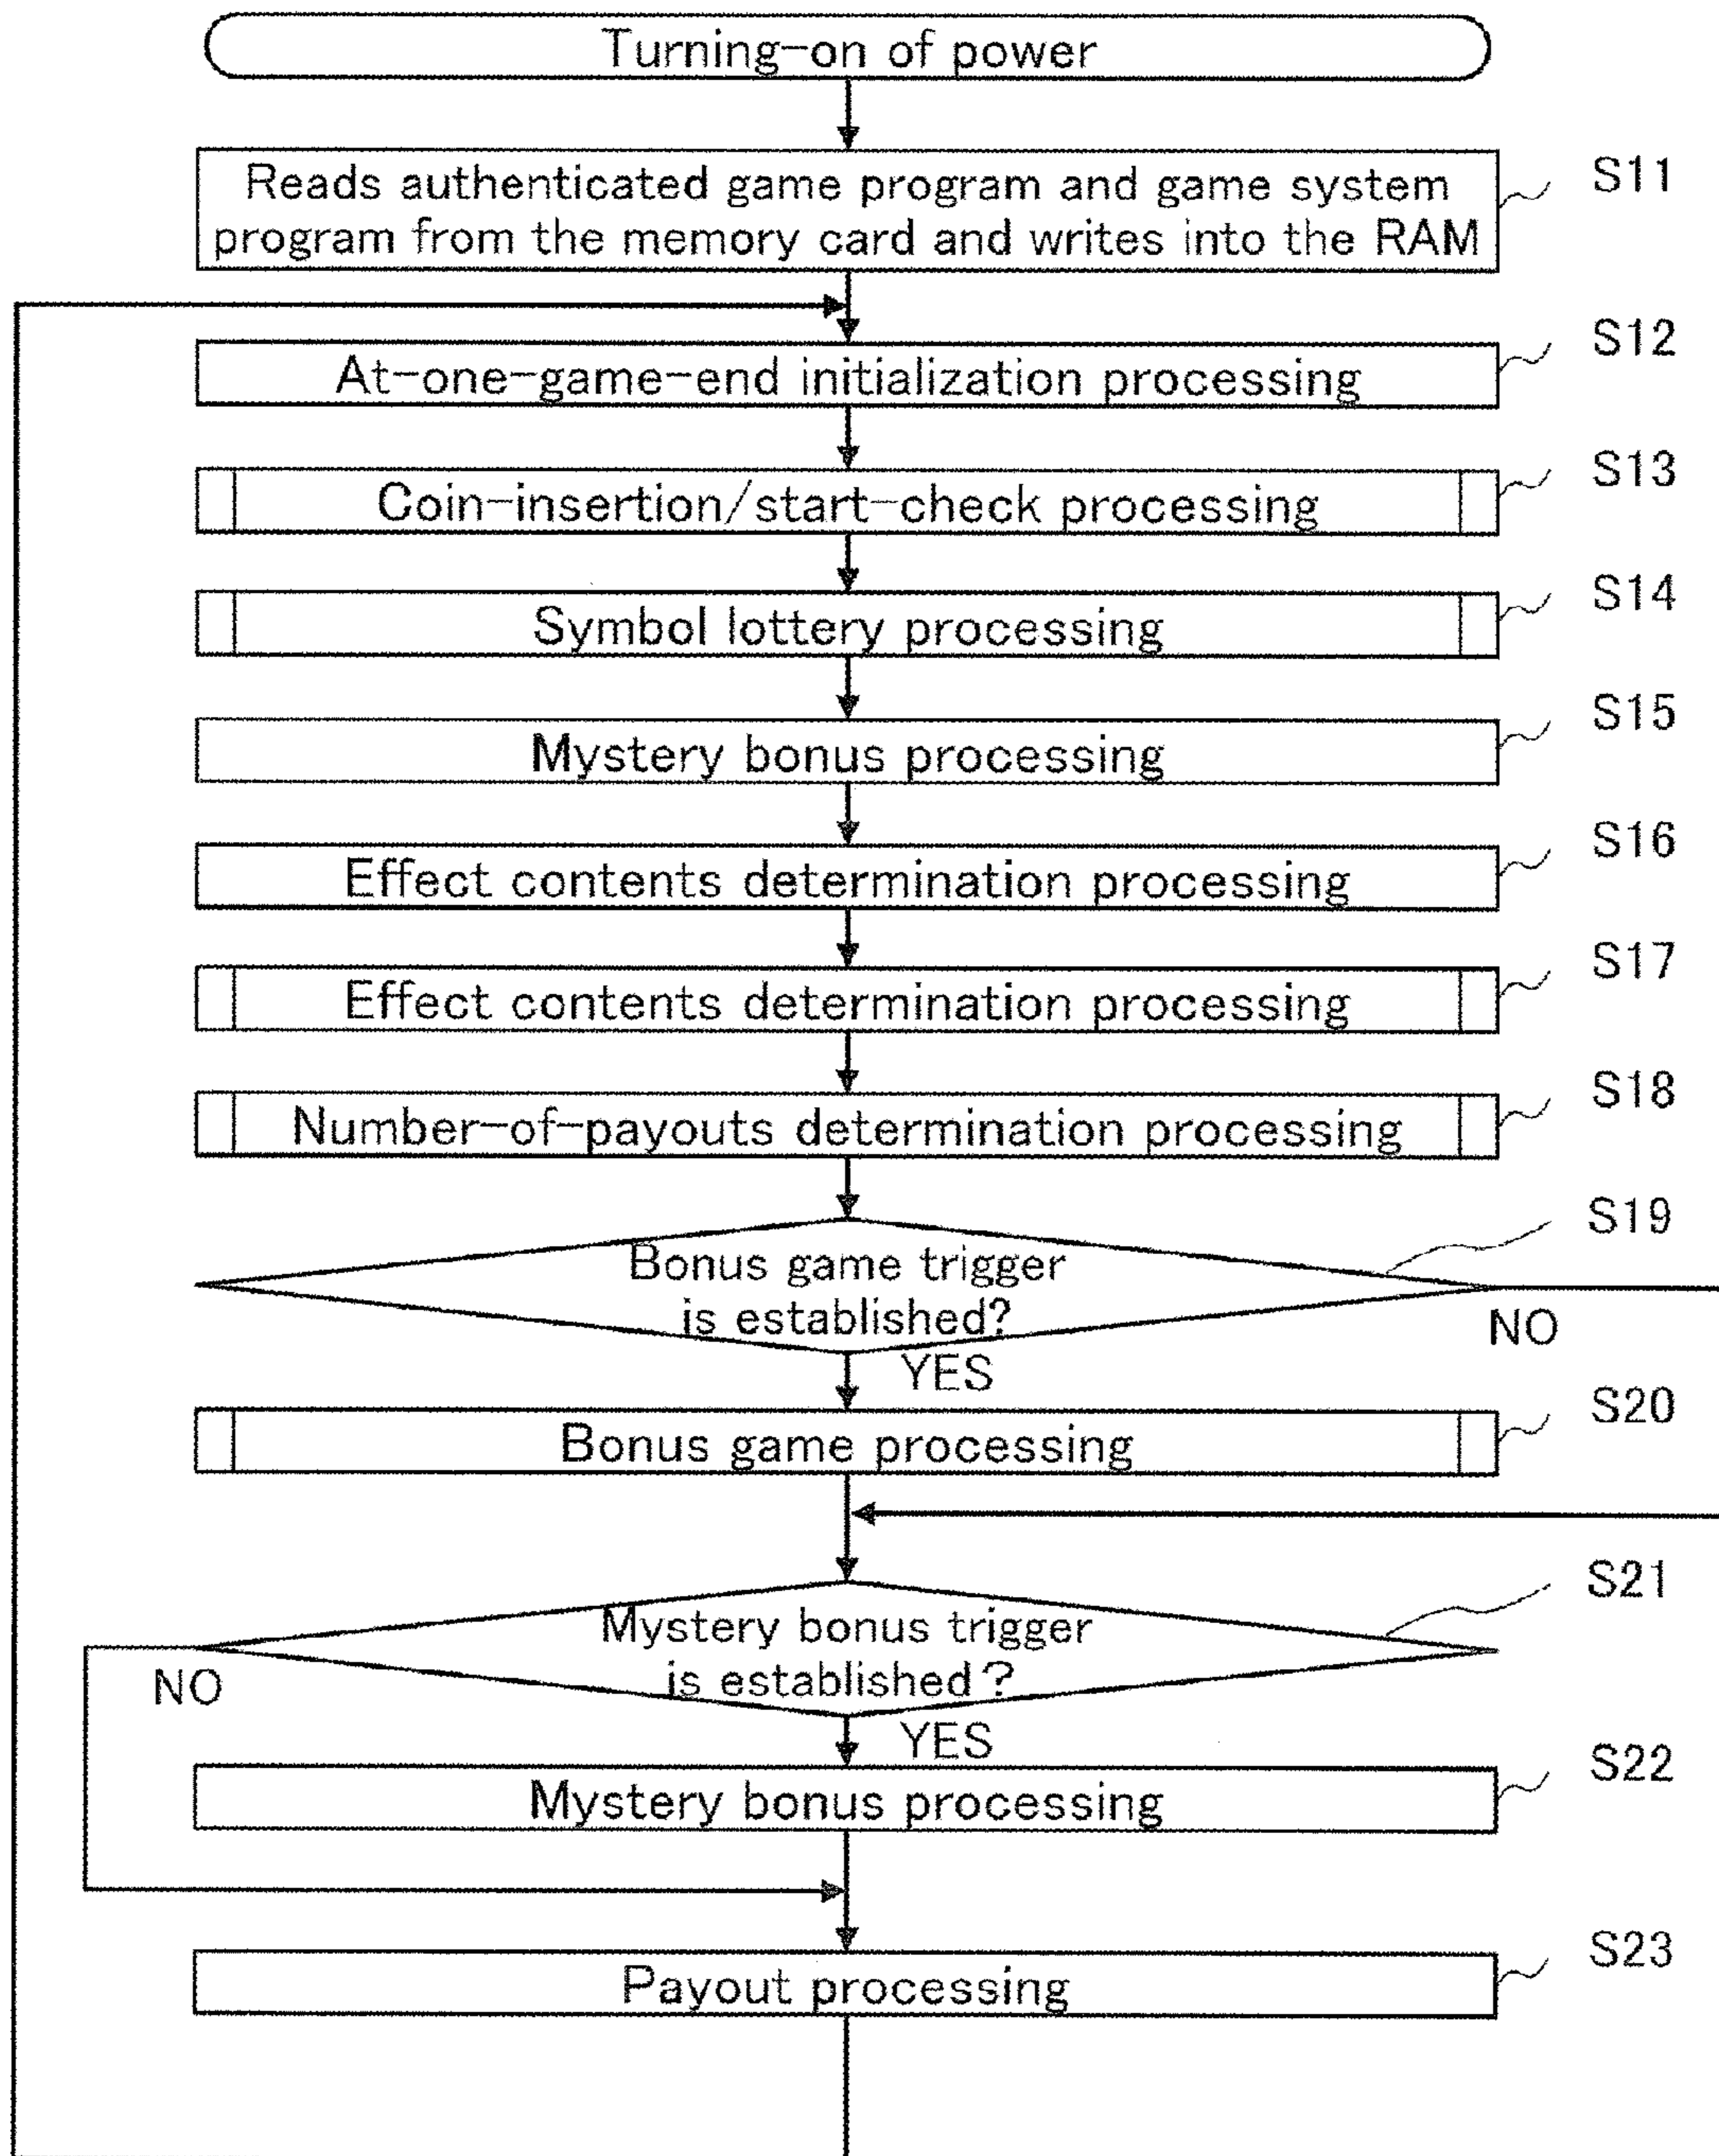 Turning-on of power
Reads authenticated game program and game system
program from the memory card and writes into the RAM
S11
At-one-game-end initialization processing
S12
Coin-insertion/start-check processing
S13
Symbol lottery processing
S14
Mystery bonus processing
S15
Effect contents determination processing
S16
Effect contents determination processing
S17
Number-of-payouts determination processing
S18
Bonus game trigger
is established?
S19
NO
YES
Bonus game processing
S20
Mystery bonus trigger
is established?
S21
NO
YES
Mystery bonus processing
S22
Payout processing
S23